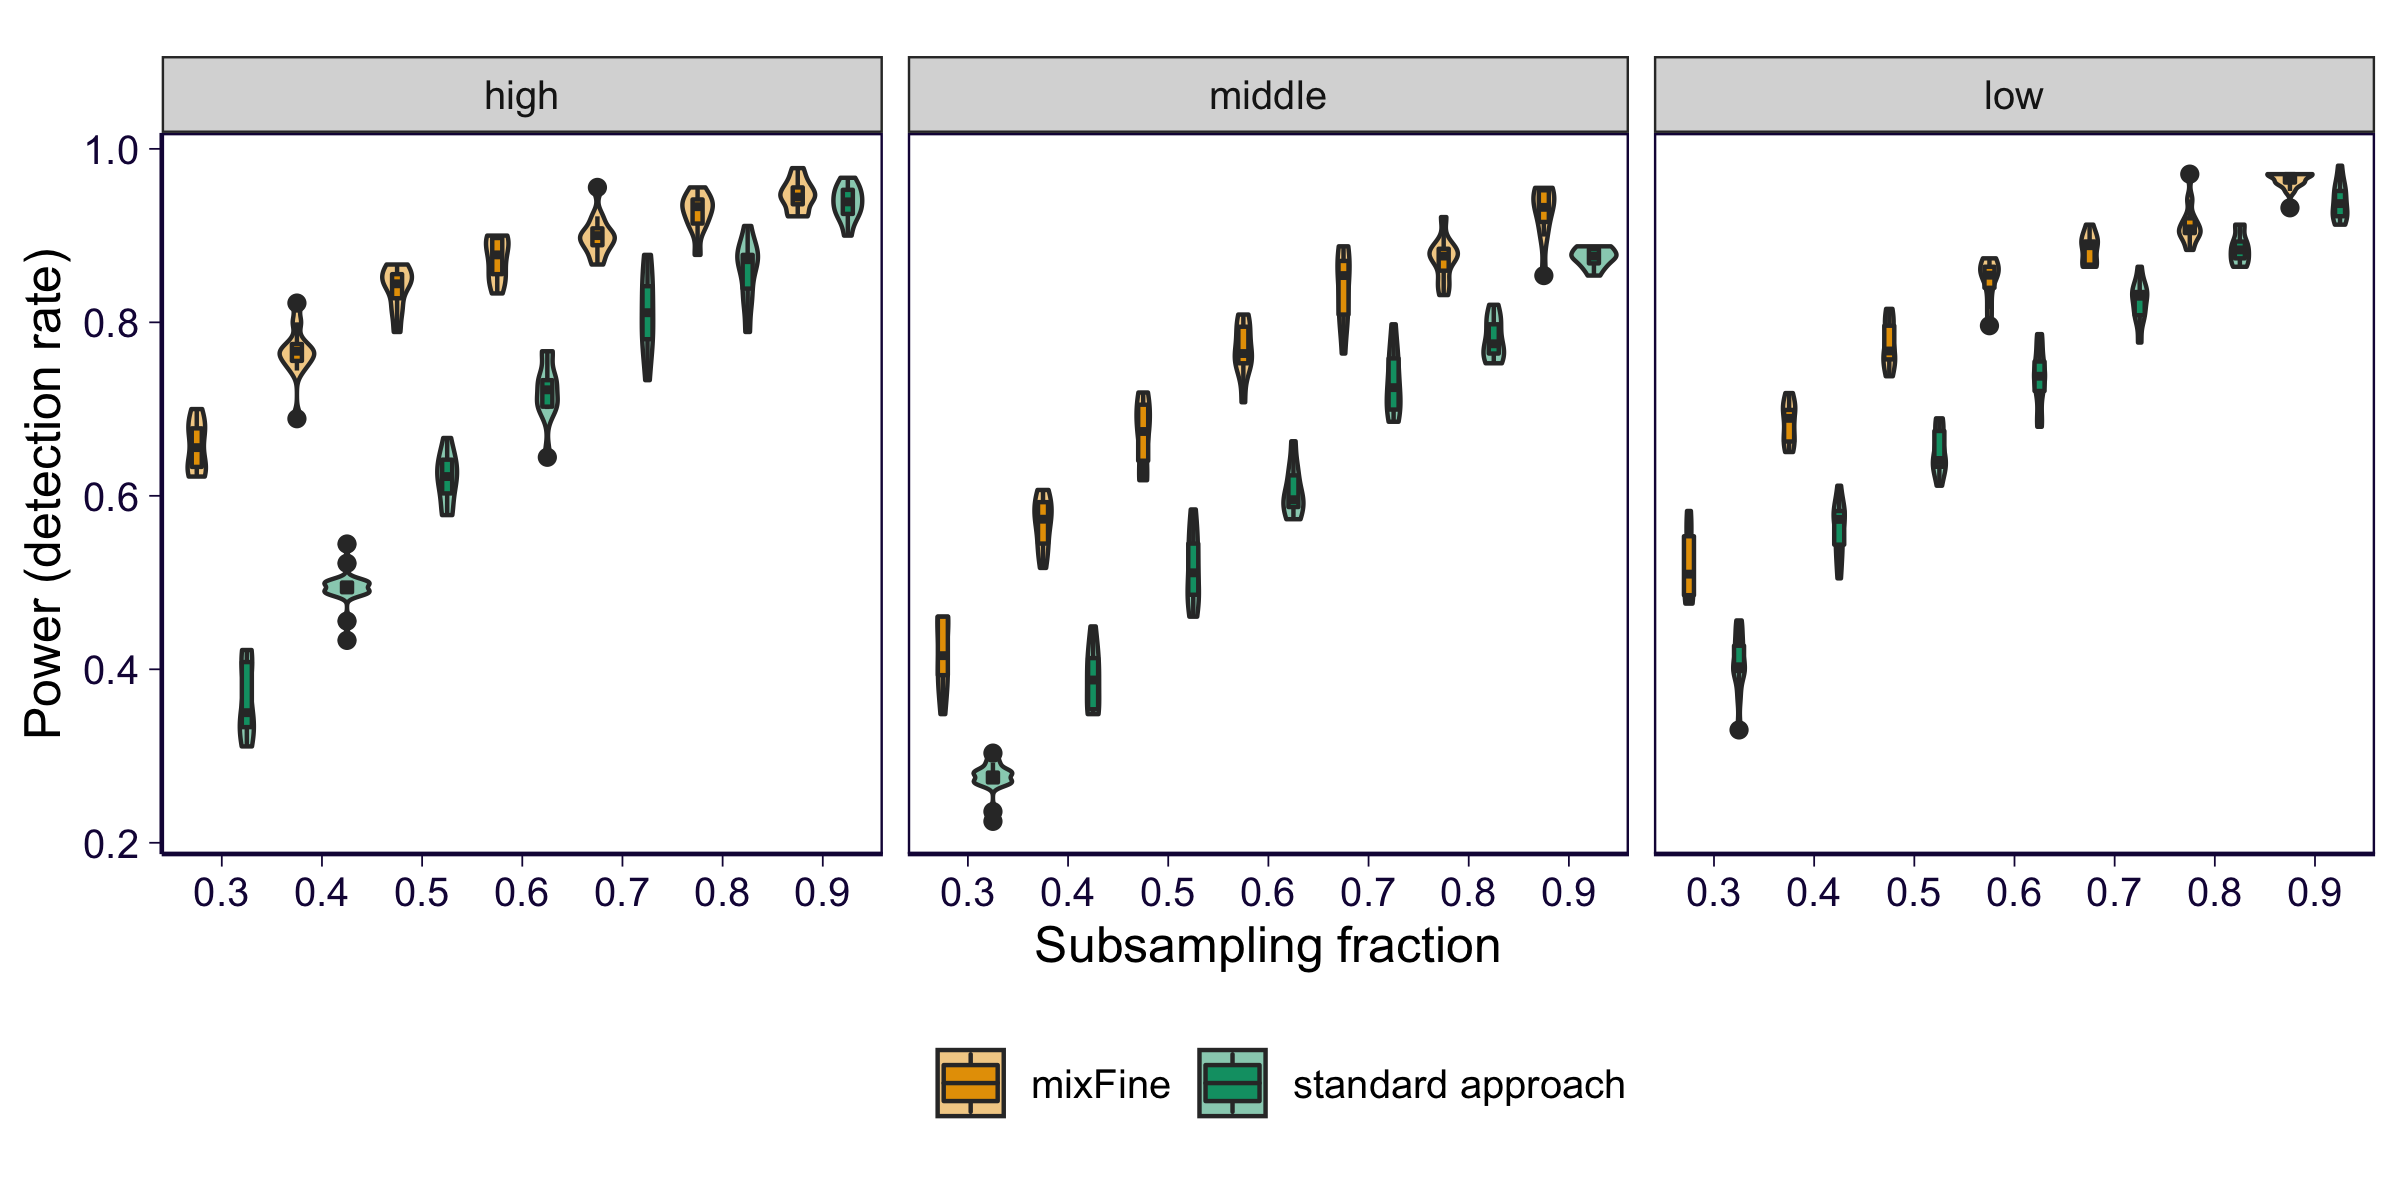 high middle low
Power (detection rate)
1.0
0.8
0.6
0.4
0.2
0.3 0.4 0.5 0.6 0.7 0.8 0.9 0.3 0.4 0.5 0.6 0.7 0.8 0.9 0.3 0.4 0.5 0.6 0.7 0.8 0.9
Subsampling fraction
mixFine standard approach